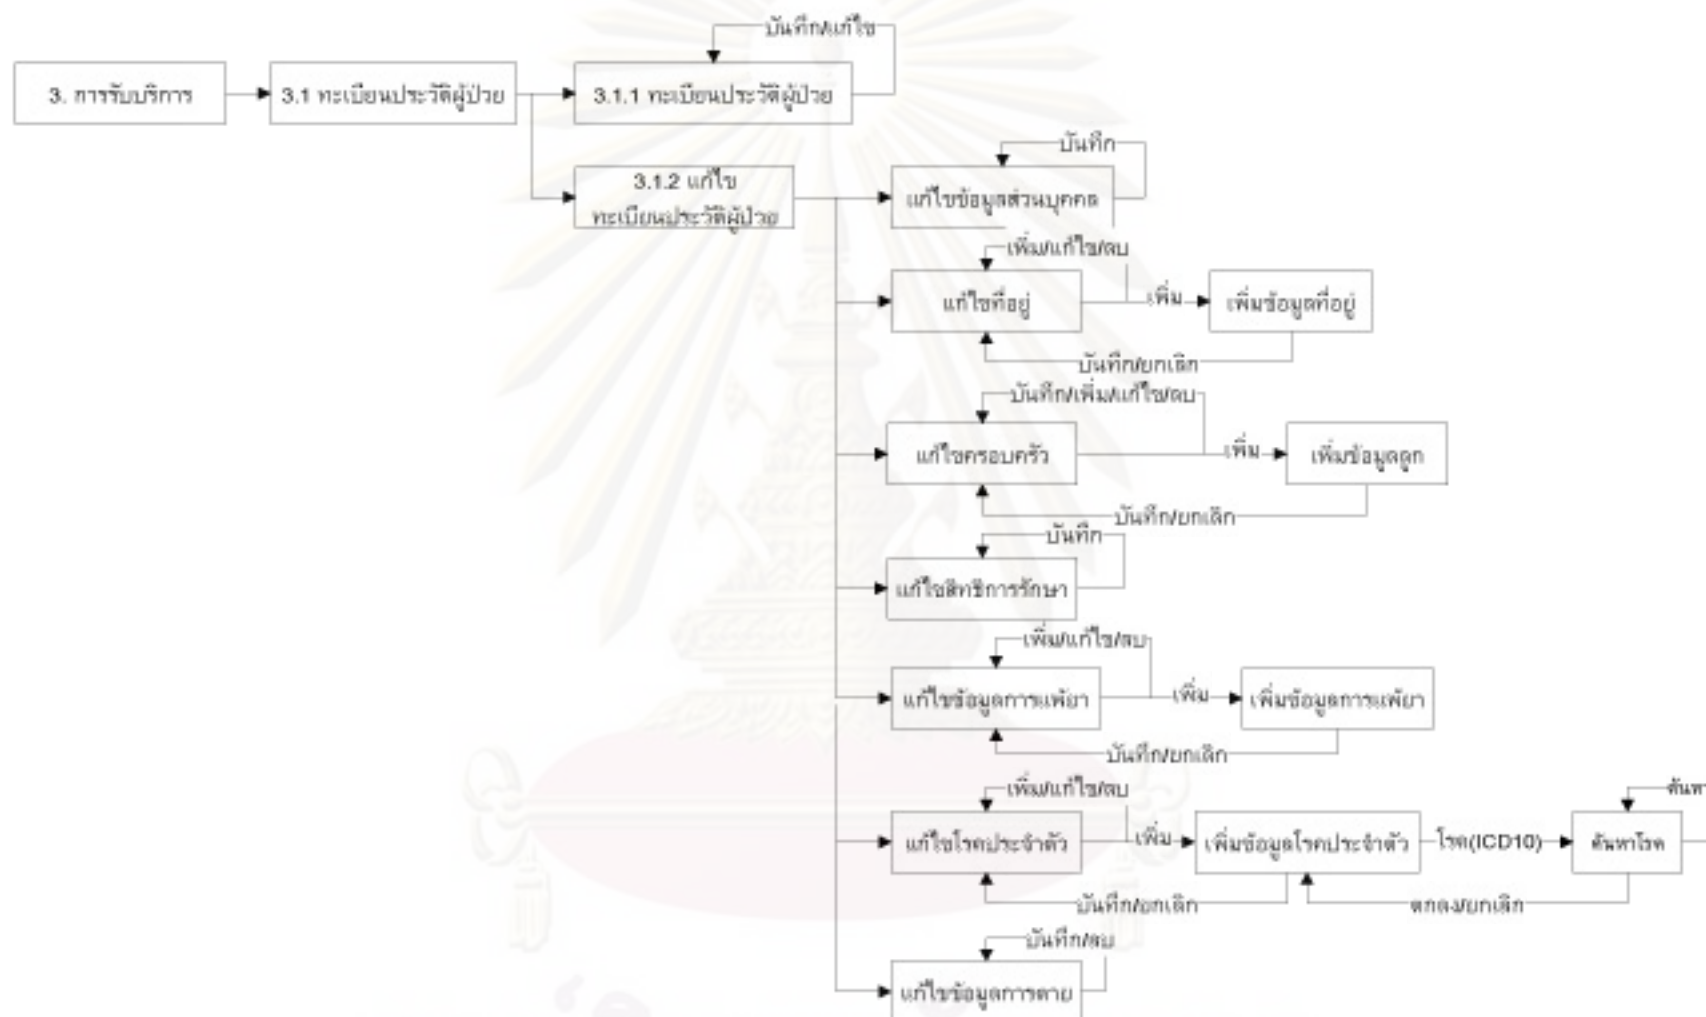 บันทึก/แก้ไข
3. การรับบริการ
3.1 ทะเบียนประวัติผู้ป่วย
3.1.1 ทะเบียนประวัติผู้ป่วย
บันทึก
3.1.2 แก้ไข
ทะเบียนประวัติผู้ป่วย
แก้ไขข้อมูลส่วนบุคคล
เพิ่ม/แก้ไข/ลบ
แก้ไขที่อยู่
เพิ่ม
เพิ่มข้อมูลที่อยู่
บันทึก/ยกเลิก
บันทึก/เพิ่ม/แก้ไข/ลบ
แก้ไขครอบครัว
เพิ่ม
เพิ่มข้อมูลลูก
บันทึก/ยกเลิก
บันทึก
แก้ไขสิทธิการรักษา
เพิ่ม/แก้ไข/ลบ
แก้ไขข้อมูลการแพ้ยา
เพิ่ม
เพิ่มข้อมูลการแพ้ยา
บันทึก/ยกเลิก
เพิ่ม/แก้ไข/ลบ
ค้นหา
แก้ไขโรคประจำตัว
เพิ่ม
เพิ่มข้อมูลโรคประจำตัว
โรค(ICD10)
ค้นหาโรค
บันทึก/ยกเลิก
ตกลง/ยกเลิก
บันทึก/ลบ
แก้ไขข้อมูลการตาย